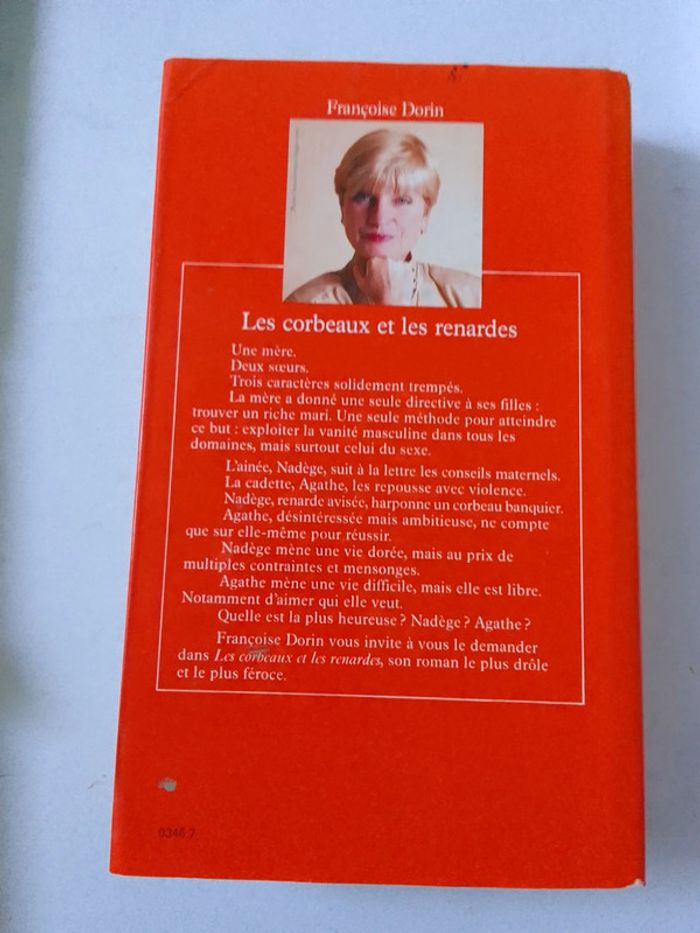 Françoise Dorin
Les corbeaux et les renardes
Une mère.
Deux sœurs.
Trois caractères solidement trempés.
La mère a donné une seule directive à ses filles :
trouver un riche mari. Une seule méthode pour atteindre
ce but : exploiter la vanité masculine dans tous les
domaines, mais surtout celui du sexe.
L'ainée, Nadège, suit à la lettre les conseils maternels.
La cadette, Agathe, les repousse avec violence.
Nadège, renarde avisée, harponne un corbeau banquier.
Agathe, désintéressée mais ambitieuse, ne compte
que sur elle-même pour réussir.
Nadège mène une vie dorée, mais au prix de
multiples contraintes et mensonges.
Agathe mène une vie difficile, mais elle est libre.
Notamment d'aimer qui elle veut.
Quelle est la plus heureuse ? Nadège ? Agathe ?
Françoise Dorin vous invite à vous le demander
dans Les corbeaux et les renardes, son roman le plus drôle
et le plus féroce.
0346.7